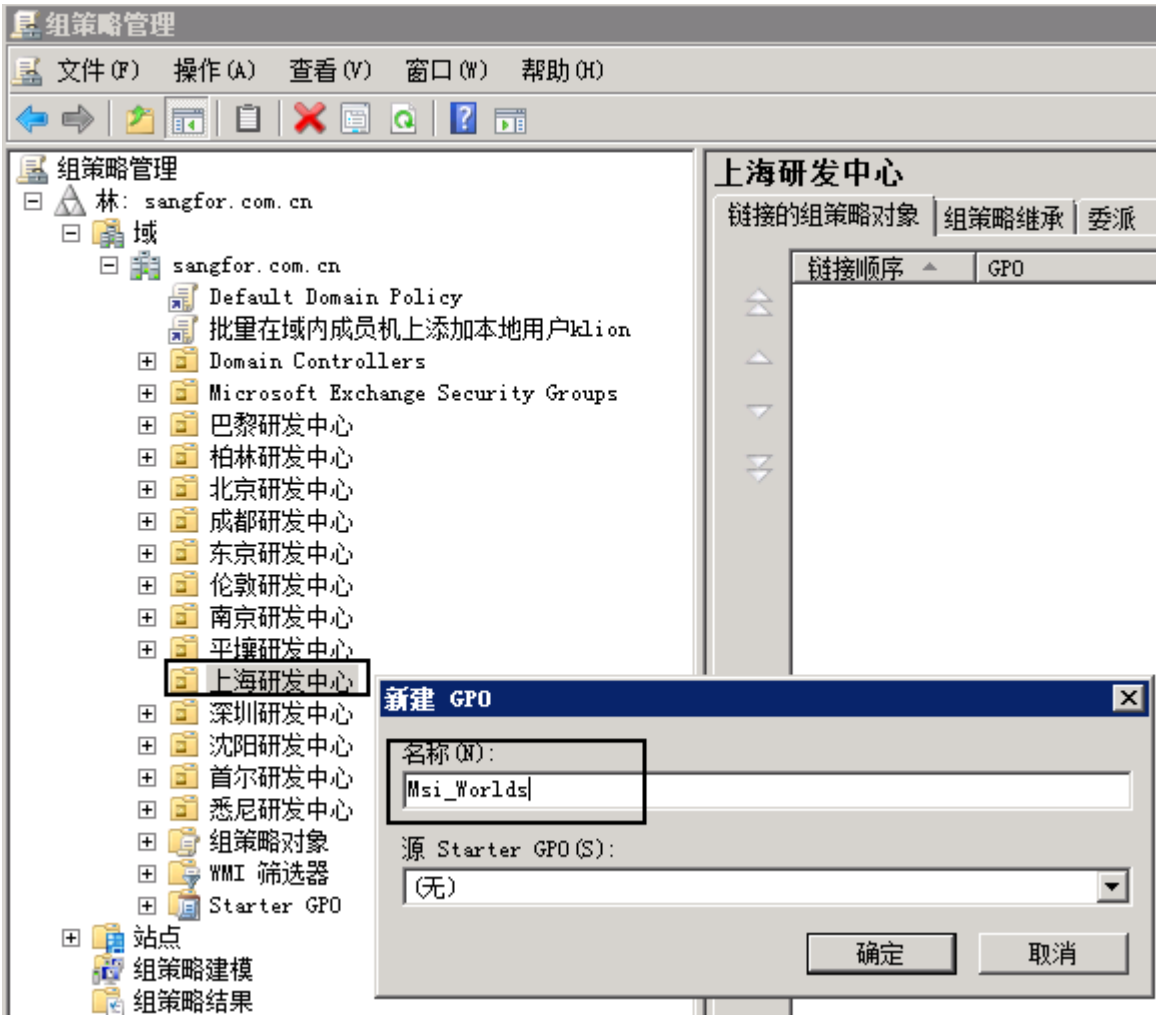 组策略管理
文件(F) 操作(A) 查看(V) 窗口(W) 帮助(H)
组策略管理
林: sangfor.com.cn
域
sangfor.com.cn
Default Domain Policy
批量在域内成员机上添加本地用户klion
Domain Controllers
Microsoft Exchange Security Groups
巴黎研发中心
柏林研发中心
北京研发中心
成都研发中心
东京研发中心
伦敦研发中心
南京研发中心
平壤研发中心
上海研发中心
深圳研发中心
沈阳研发中心
首尔研发中心
悉尼研发中心
组策略对象
WMI 筛选器
Starter GPO
站点
组策略建模
组策略结果
上海研发中心
链接的组策略对象 组策略继承 委派
链接顺序 GPO
新建 GPO
名称(N):
Msi_Worlds
源 Starter GPO(S):
(无)
确定 取消